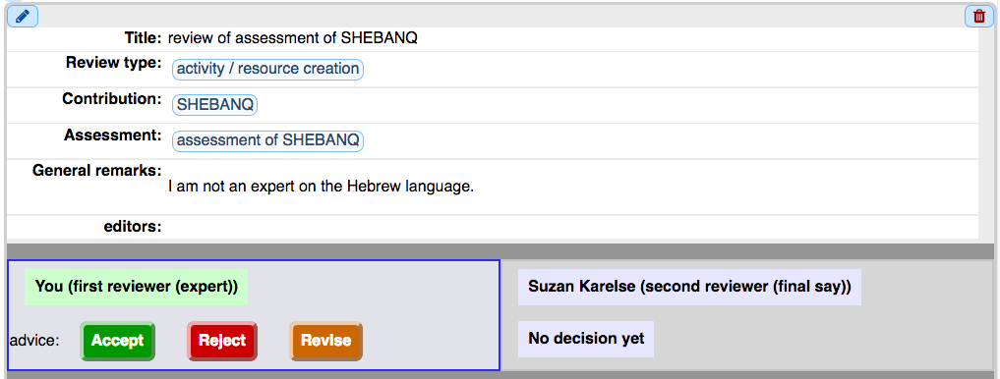 Title: review of assessment of SHEBANQ
Review type: activity / resource creation
Contribution: SHEBANQ
Assessment: assessment of SHEBANQ
General remarks:
I am not an expert on the Hebrew language.
editors:
You (first reviewer (expert))
advice: Accept Reject Revise
Suzan Karelse (second reviewer (final say))
No decision yet